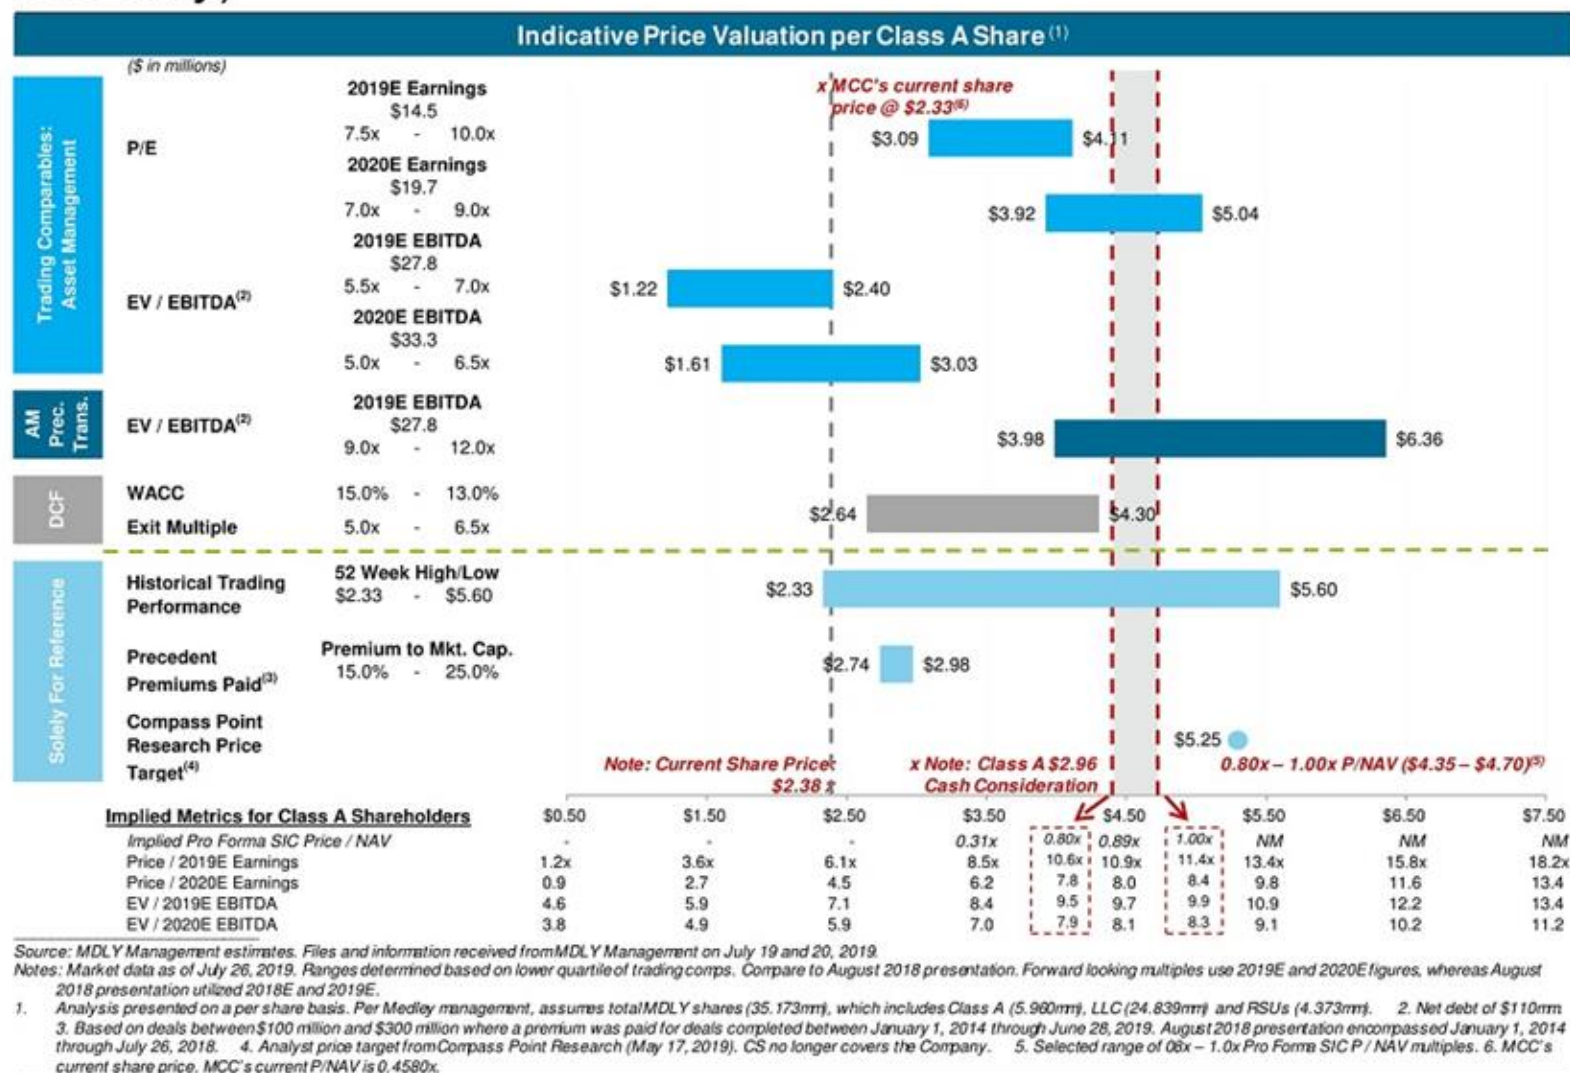 Indicative Price Valuation per Class A Share (1)
($ in millions)
Trading Comparables:
Asset Management
P/E
2019E Earnings
$14.5
7.5x - 10.0x
x MCC's current share
price @ $2.33(6)
$3.09 $4.11
2020E Earnings
$19.7
7.0x - 9.0x
$3.92 $5.04
EV / EBITDA(2)
2019E EBITDA
$27.8
5.5x - 7.0x
$1.22 $2.40
2020E EBITDA
$33.3
5.0x - 6.5x
$1.61 $3.03
AM
Prec.
Trans.
EV / EBITDA(2)
2019E EBITDA
$27.8
9.0x - 12.0x
$3.98 $6.36
DCF
WACC 15.0% - 13.0%
Exit Multiple 5.0x - 6.5x
$2.64 $4.30
Solely For Reference
Historical Trading
Performance
52 Week High/Low
$2.33 - $5.60
$2.33 $5.60
Precedent
Premiums Paid(3)
Premium to Mkt. Cap.
15.0% - 25.0%
$2.74 $2.98
Compass Point
Research Price
Target(4)
$5.25
Note: Current Share Price:
$2.38 x
x Note: Class A $2.96
Cash Consideration
0.80x – 1.00x P/NAV ($4.35 – $4.70)(5)
Implied Metrics for Class A Shareholders $0.50 $1.50 $2.50 $3.50 $4.50 $5.50 $6.50 $7.50
Implied Pro Forma SIC Price / NAV - - - 0.31x 0.80x 0.89x 1.00x NM NM NM
Price / 2019E Earnings 1.2x 3.6x 6.1x 8.5x 10.6x 10.9x 11.4x 13.4x 15.8x 18.2x
Price / 2020E Earnings 0.9 2.7 4.5 6.2 7.8 8.0 8.4 9.8 11.6 13.4
EV / 2019E EBITDA 4.6 5.9 7.1 8.4 9.5 9.7 9.9 10.9 12.2 13.4
EV / 2020E EBITDA 3.8 4.9 5.9 7.0 7.9 8.1 8.3 9.1 10.2 11.2
Source: MDLY Management estimates. Files and information received from MDLY Management on July 19 and 20, 2019.
Notes: Market data as of July 26, 2019. Ranges determined based on lower quartile of trading comps. Compare to August 2018 presentation. Forward looking multiples use 2019E and 2020E figures, whereas August
2018 presentation utilized 2018E and 2019E.
1. Analysis presented on a per share basis. Per Medley management, assumes total MDLY shares (35.173mm), which includes Class A (5.960mm), LLC (24.839mm) and RSUs (4.373mm). 2. Net debt of $110mm
3. Based on deals between $100 million and $300 million where a premium was paid for deals completed between January 1, 2014 through June 28, 2019. August 2018 presentation encompassed January 1, 2014
through July 26, 2018. 4. Analyst price target from Compass Point Research (May 17, 2019). CS no longer covers the Company. 5. Selected range of 08x – 1.0x Pro Forma SIC P / NAV multiples. 6. MCC's
current share price. MCC's current P/NAV is 0.4580x.